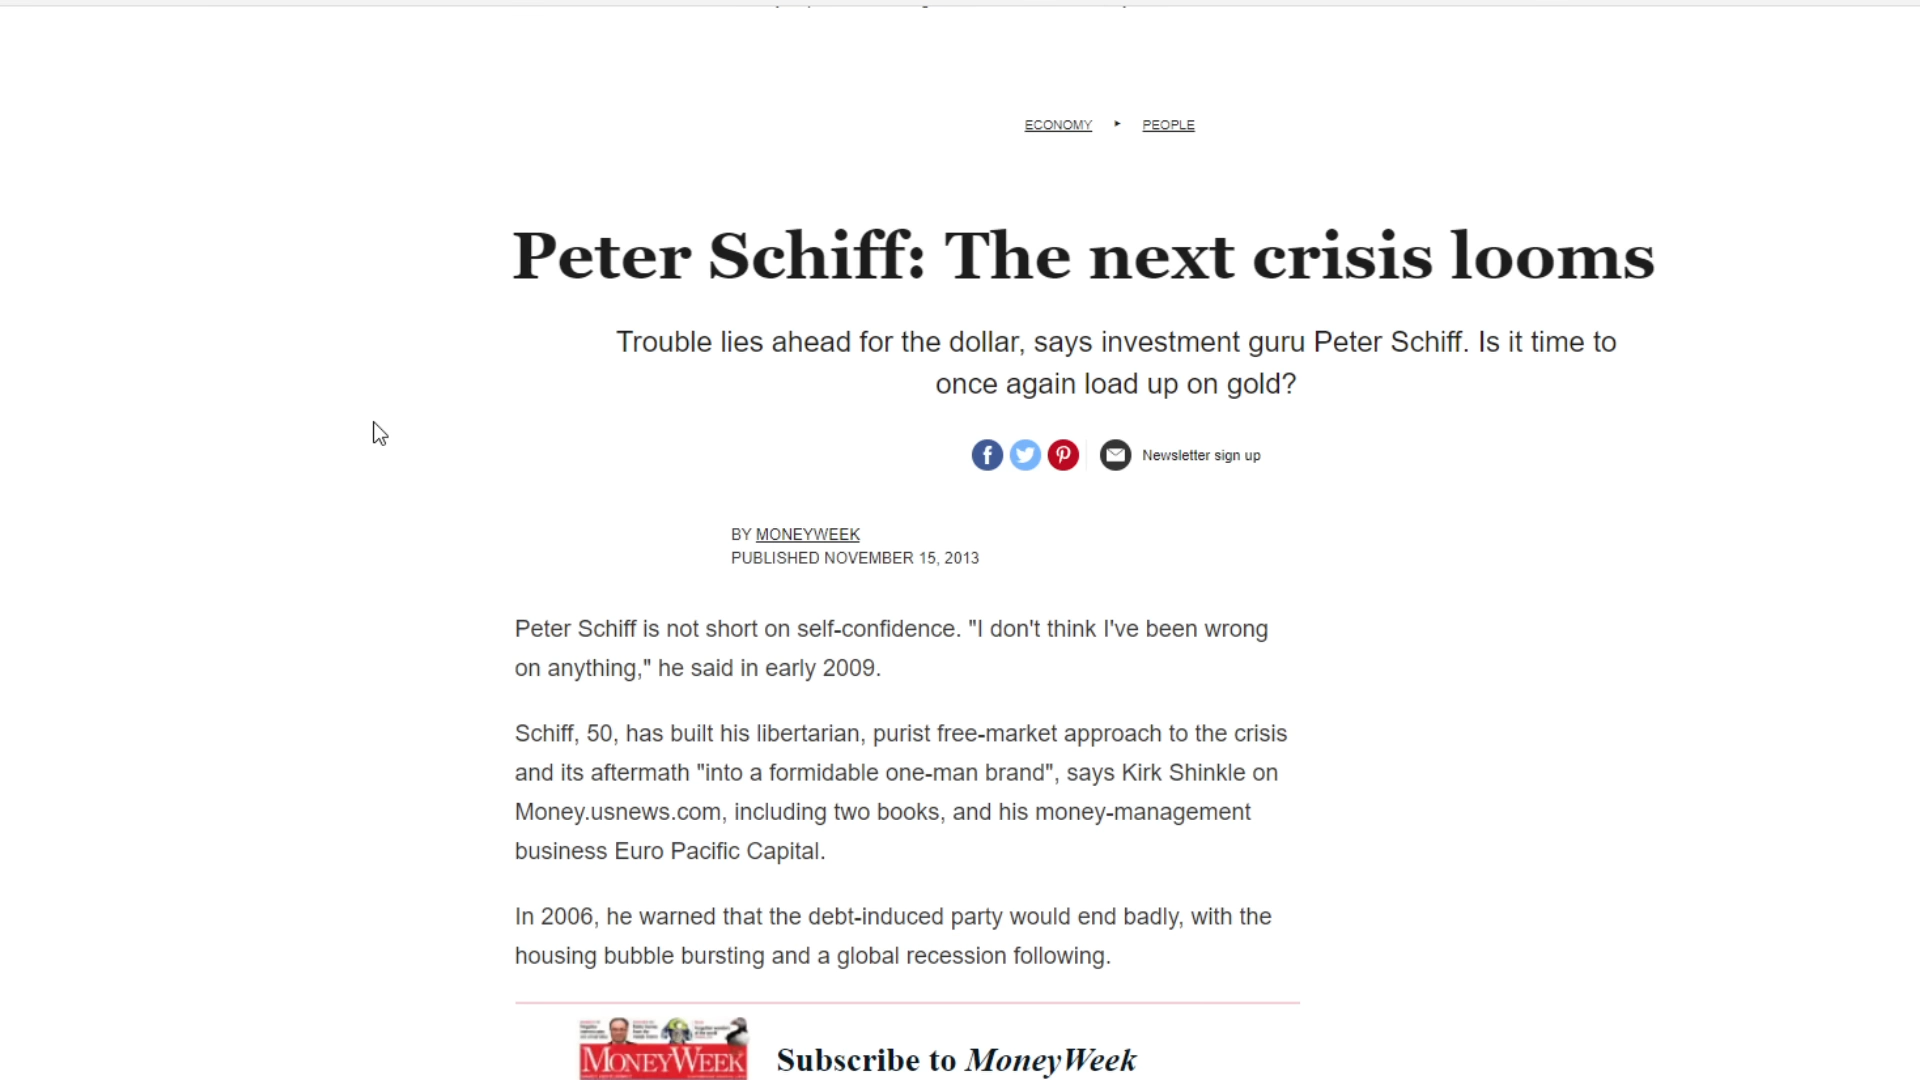 ECONOMY ▸ PEOPLE
Peter Schiff: The next crisis looms
Trouble lies ahead for the dollar, says investment guru Peter Schiff. Is it time to
once again load up on gold?
Newsletter sign up
BY MONEYWEEK
PUBLISHED NOVEMBER 15, 2013
Peter Schiff is not short on self-confidence. "I don't think I've been wrong
on anything," he said in early 2009.
Schiff, 50, has built his libertarian, purist free-market approach to the crisis
and its aftermath "into a formidable one-man brand", says Kirk Shinkle on
Money.usnews.com, including two books, and his money-management
business Euro Pacific Capital.
In 2006, he warned that the debt-induced party would end badly, with the
housing bubble bursting and a global recession following.
MONEYWEEK
Subscribe to MoneyWeek